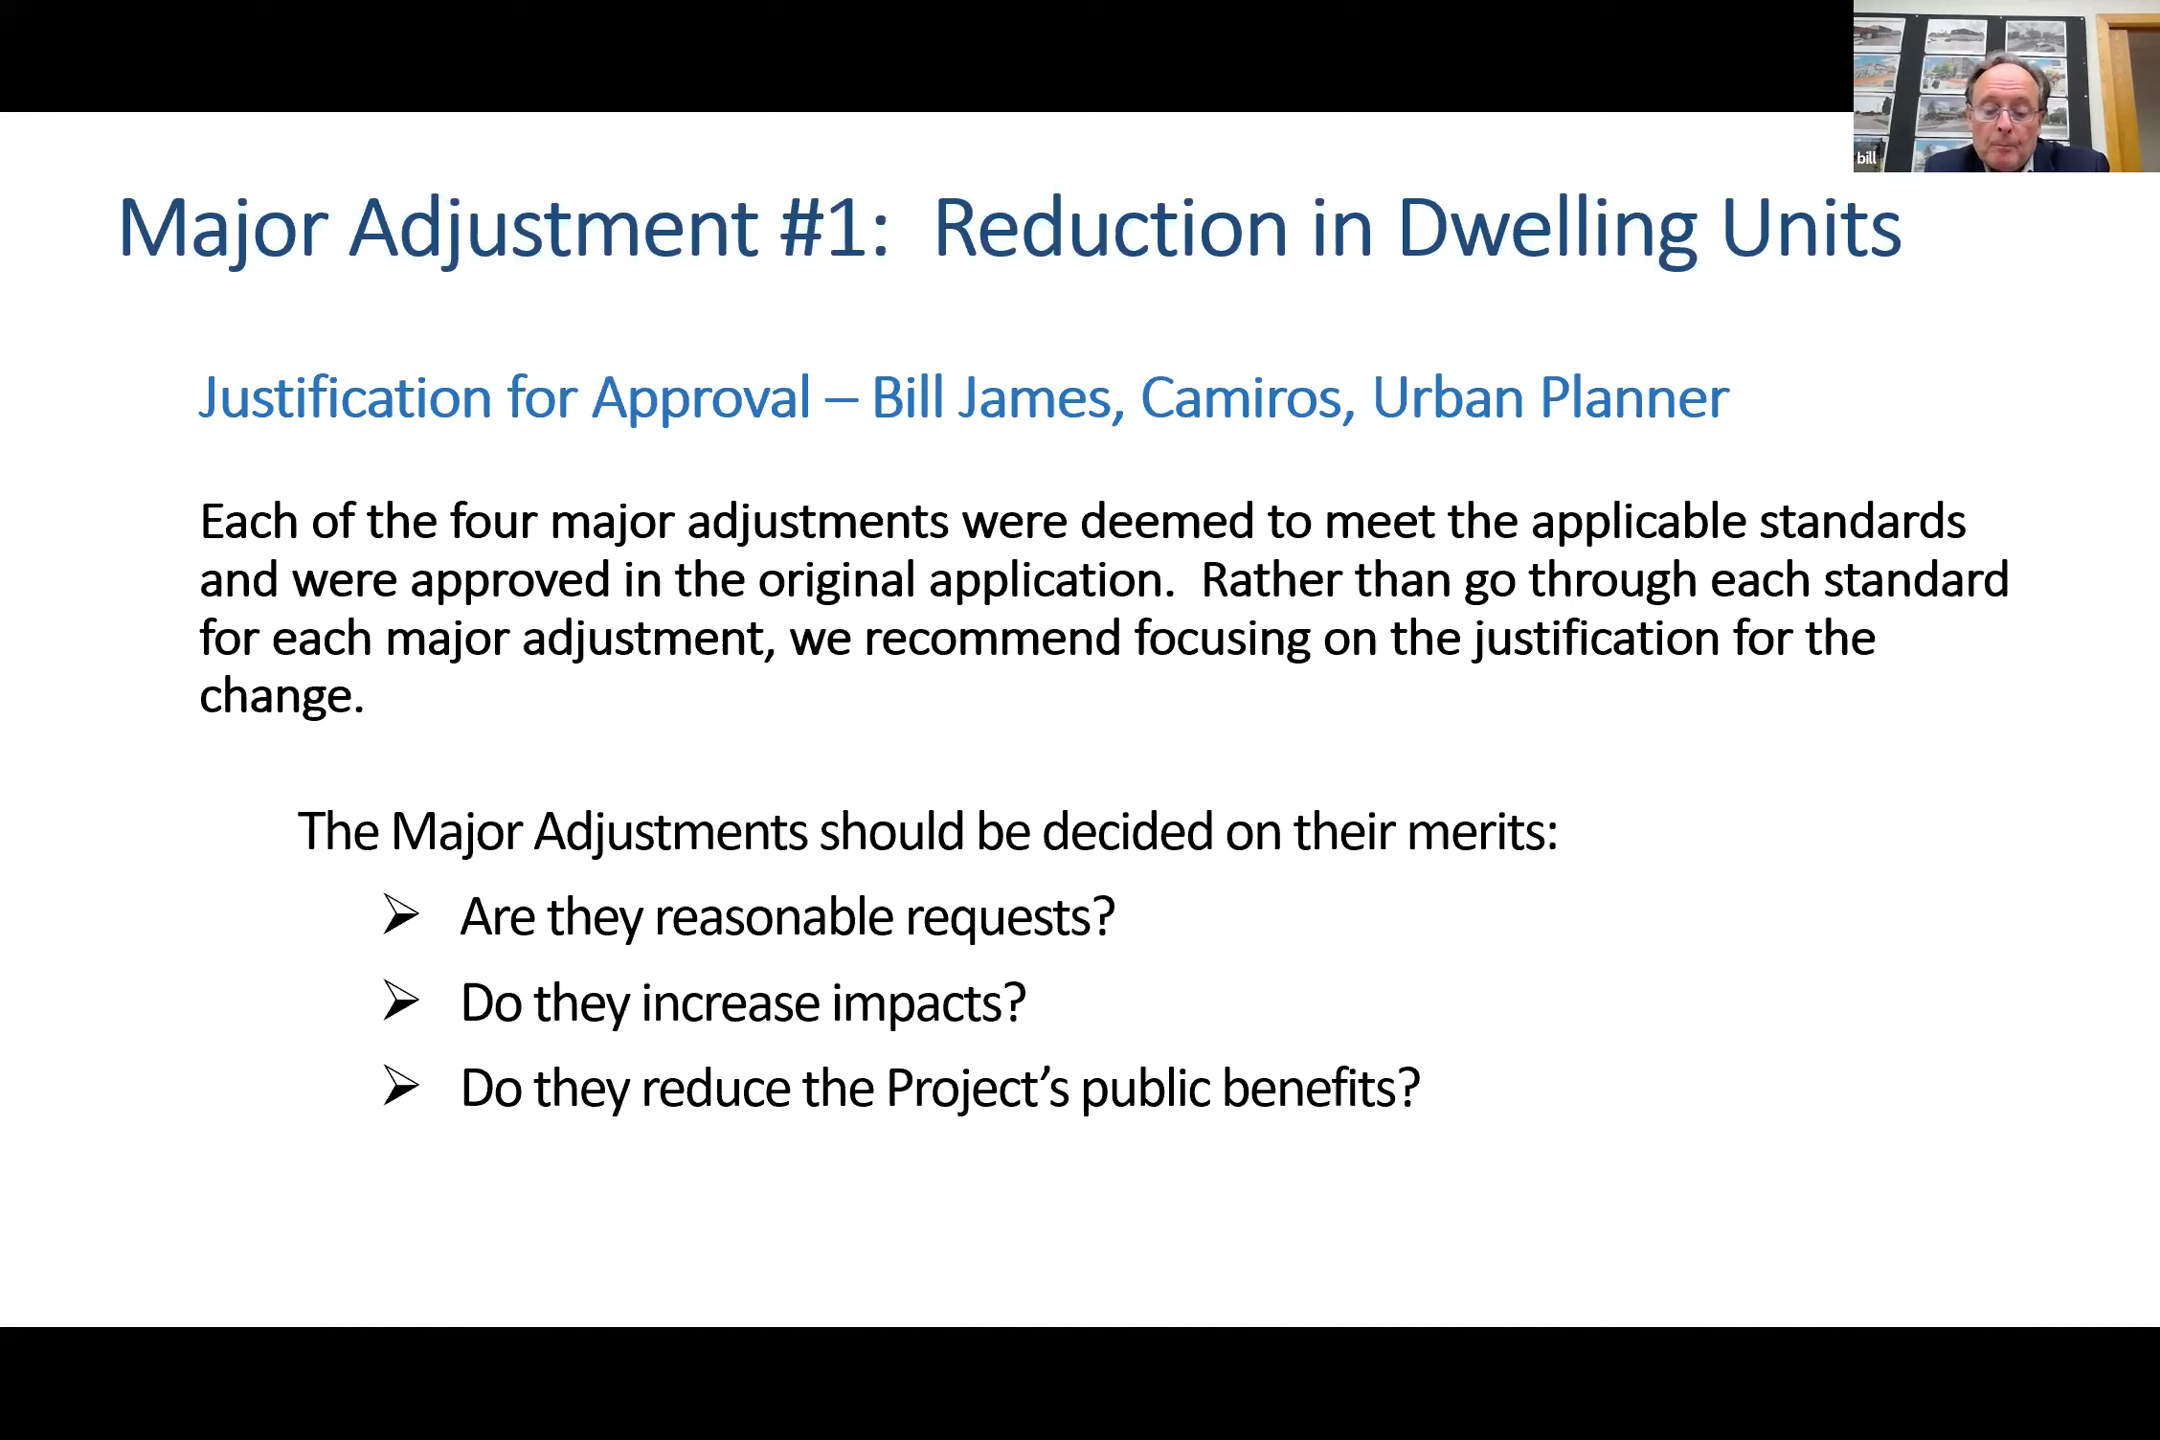 bill
Major Adjustment #1:  Reduction in Dwelling Units
Justification for Approval – Bill James, Camiros, Urban Planner
Each of the four major adjustments were deemed to meet the applicable standards
and were approved in the original application.  Rather than go through each standard
for each major adjustment, we recommend focusing on the justification for the
change.
The Major Adjustments should be decided on their merits:
➢ Are they reasonable requests?
➢ Do they increase impacts?
➢ Do they reduce the Project’s public benefits?